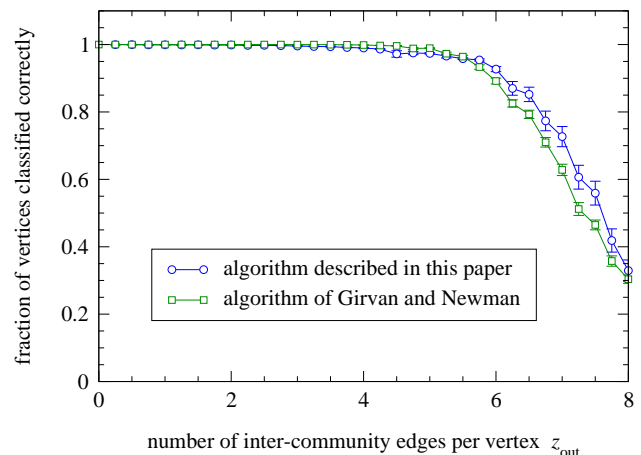 1
0.8
0.6
0.4
0.2
0
0 2 4 6 8
fraction of vertices classified correctly
algorithm described in this paper
algorithm of Girvan and Newman
number of inter-community edges per vertex z_out